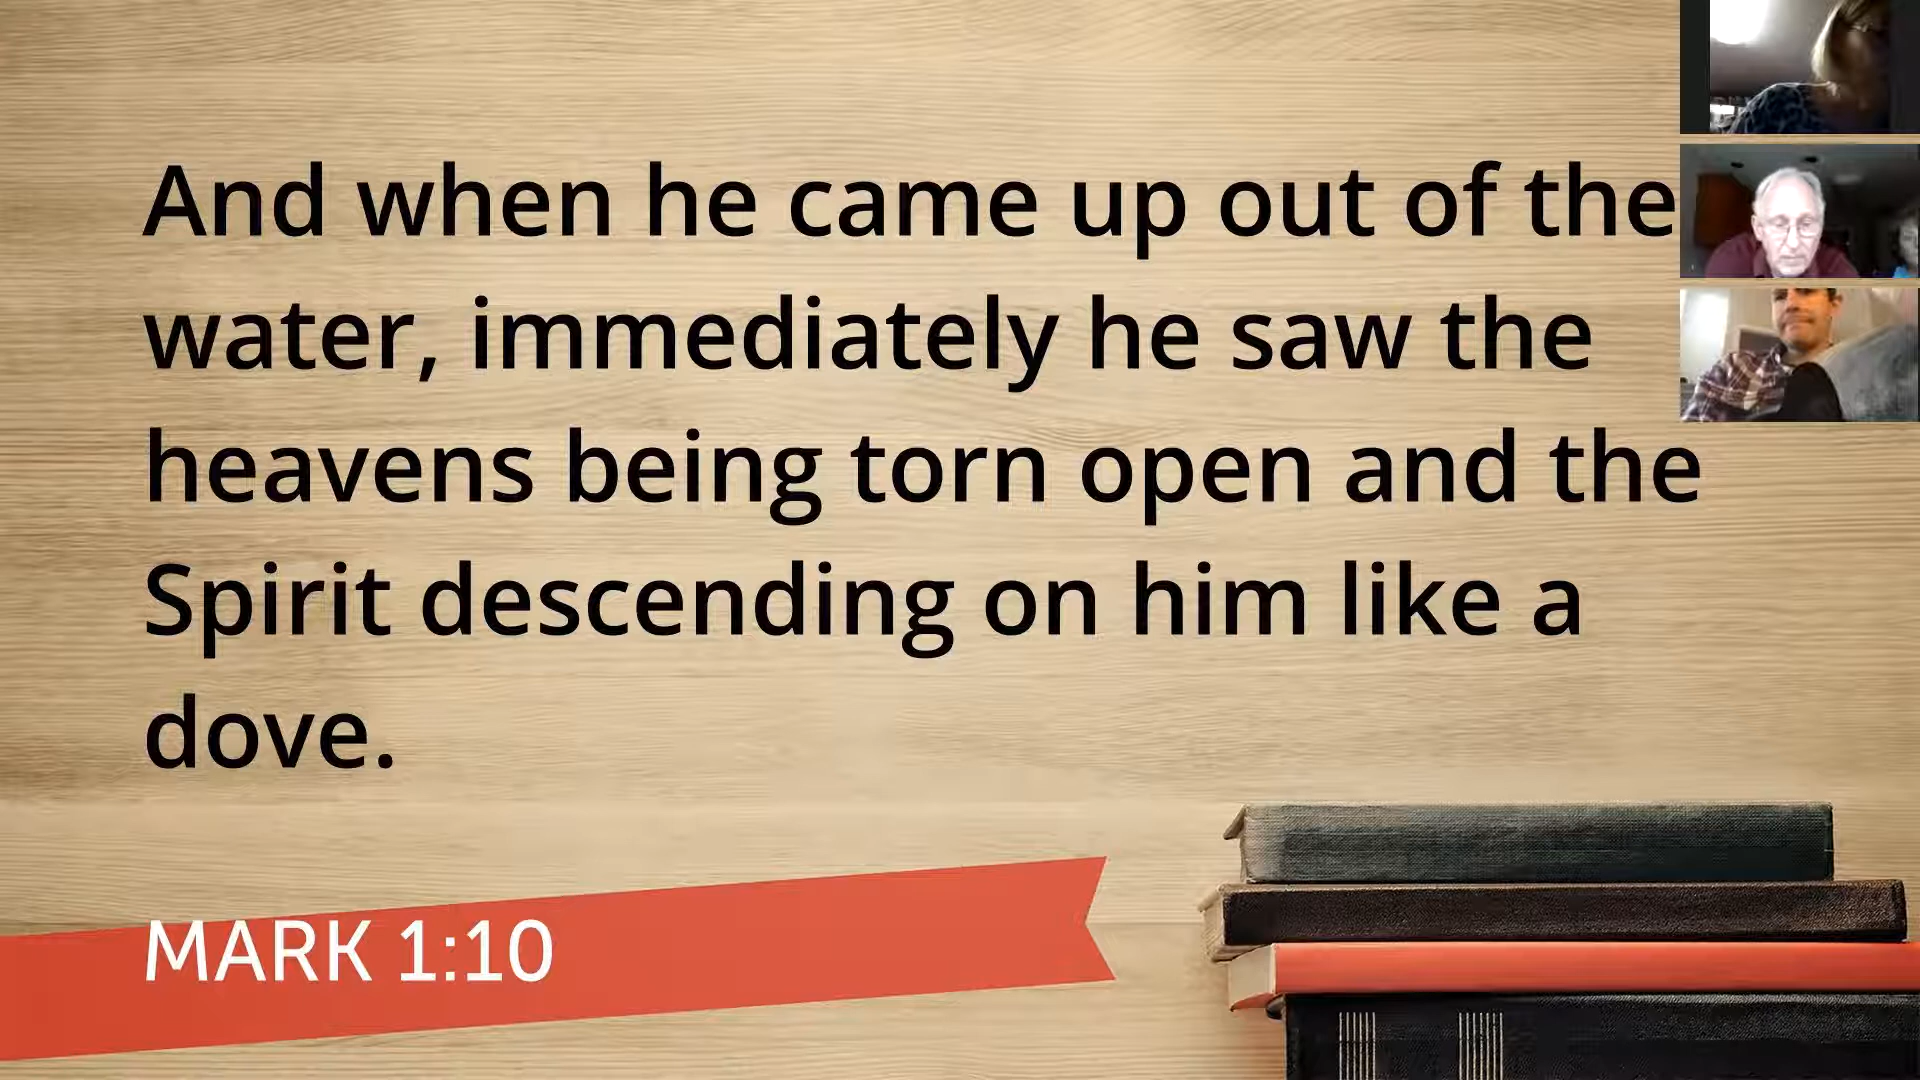 And when he came up out of the
water, immediately he saw the
heavens being torn open and the
Spirit descending on him like a
dove.
MARK 1:10